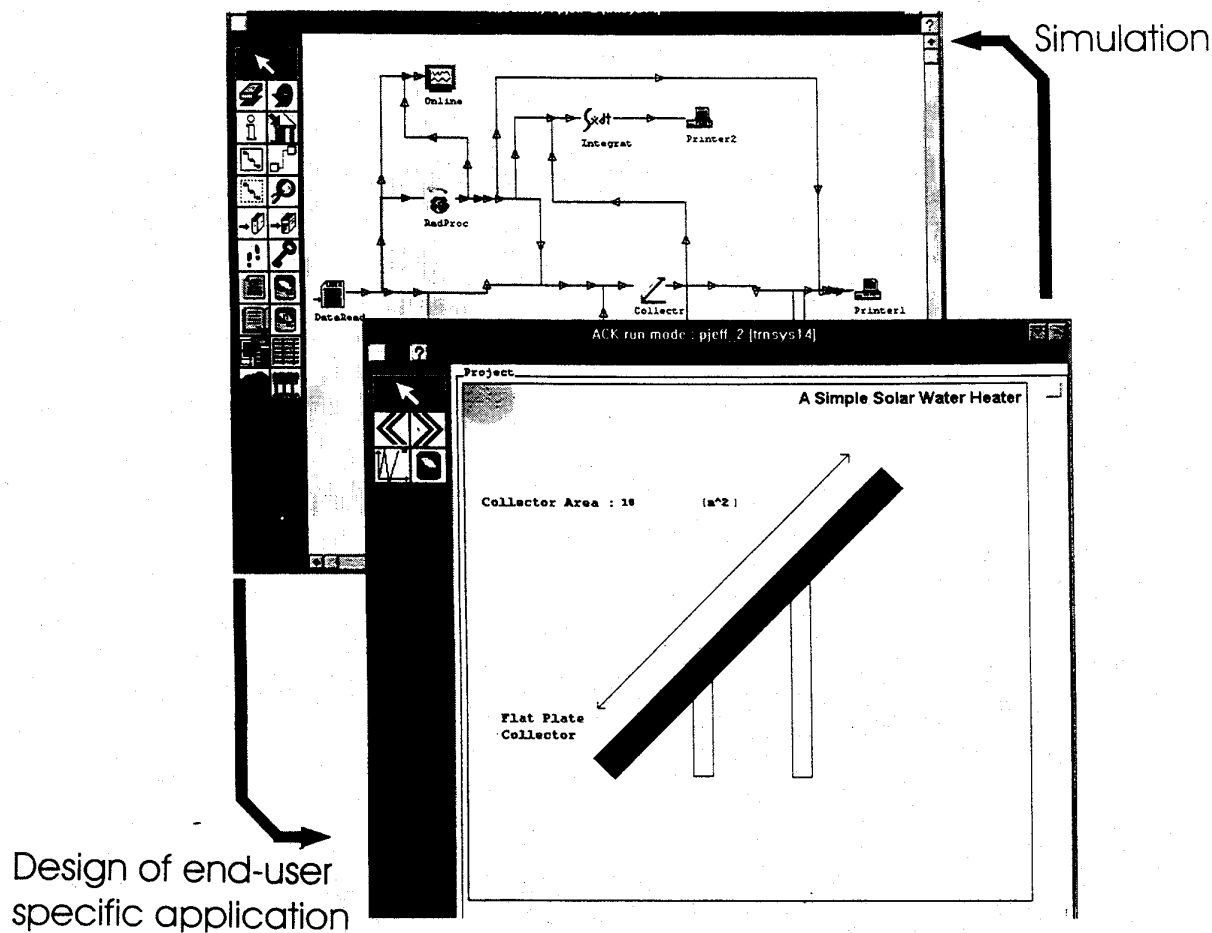 Simulation
Online
∫xdt
Integrat
Printer2
RadProc
DataRead
Collectr
Printer1
ACK run mode : pjeff_2 [trnsys14]
Project
A Simple Solar Water Heater
Collector Area : 10 [m^2 ]
Flat Plate
Collector
Design of end-user
specific application